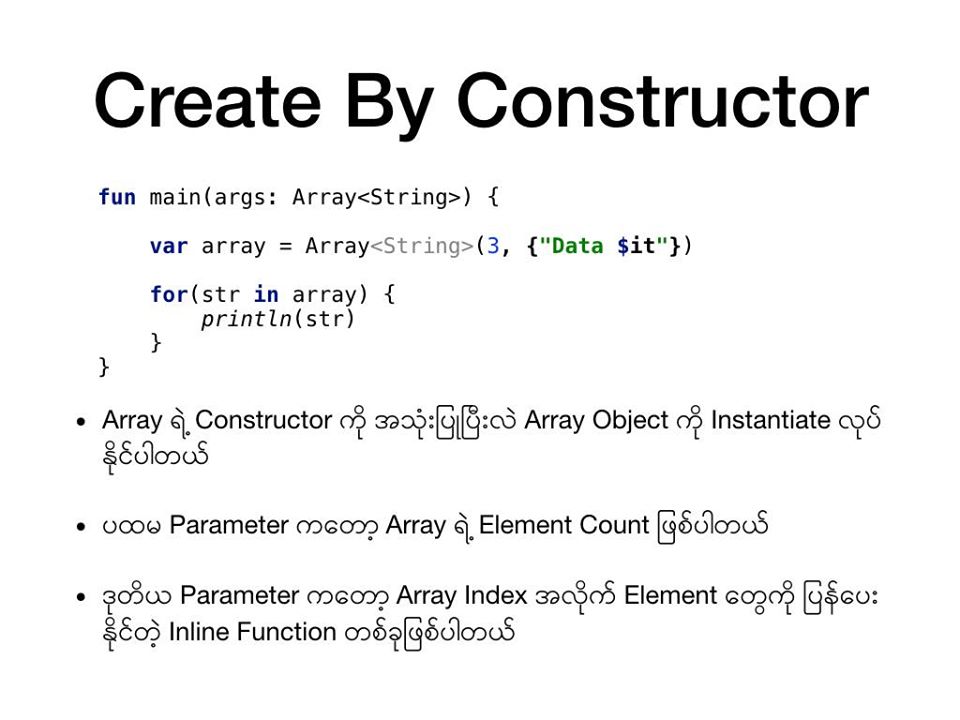 Create By Constructor
fun main(args: Array<String>) {
var array = Array<String>(3, {"Data $it"})
for(str in array) {
println(str)
}
}
• Array ရဲ့ Constructor ကို အသုံးပြုပြီးလဲ Array Object ကို Instantiate လုပ်
နိုင်ပါတယ်
• ပထမ Parameter ကတော့ Array ရဲ့ Element Count ဖြစ်ပါတယ်
• ဒုတိယ Parameter ကတော့ Array Index အလိုက် Element တွေကို ပြန်ပေး
နိုင်တဲ့ Inline Function တစ်ခုဖြစ်ပါတယ်